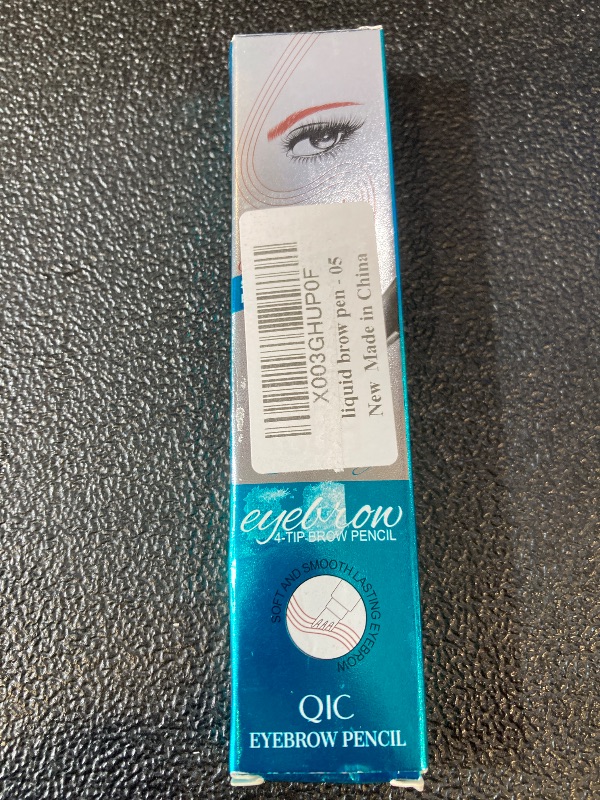 X003GHUP0F
liquid brow pen - 05
New Made in China
eyebrow
4-TIP BROW PENCIL
SOFT AND SMOOTH LASTING EYEBROW
QIC
EYEBROW PENCIL